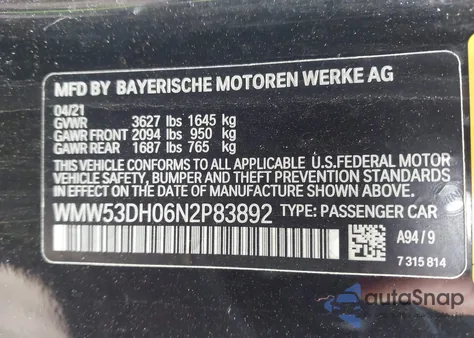 MFD BY BAYERISCHE MOTOREN WERKE AG
04/21
GVWR 3627 lbs 1645 kg
GAWR FRONT 2094 lbs 950 kg
GAWR REAR 1687 lbs 765 kg
THIS VEHICLE CONFORMS TO ALL APPLICABLE U.S.FEDERAL MOTOR
VEHICLE SAFETY, BUMPER AND THEFT PREVENTION STANDARDS
IN EFFECT ON THE DATE OF MANUFACTURE SHOWN ABOVE.
WMW53DH06N2P83892 TYPE: PASSENGER CAR
A94/9
7 315 814
autaSnap